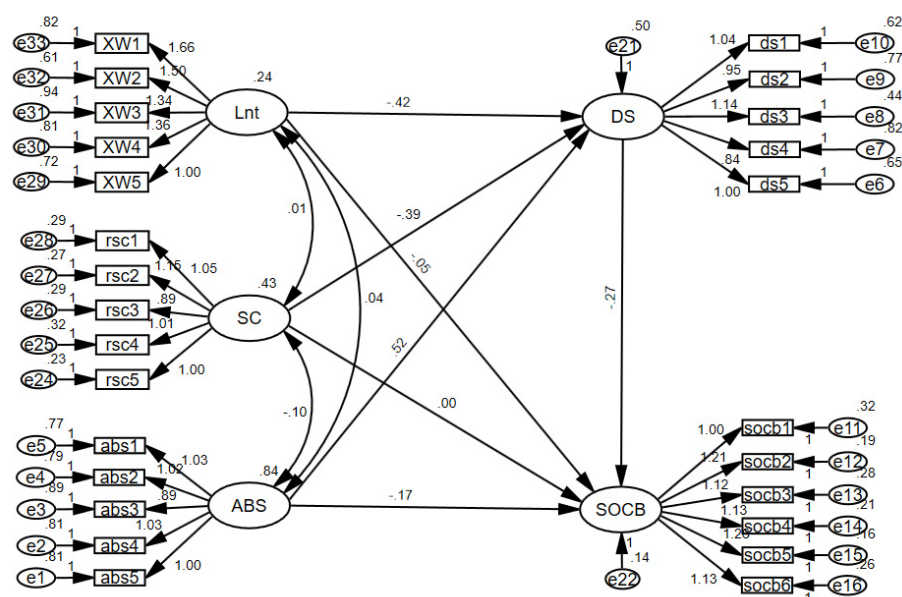 .82
e33 1 XW1 1.66
.61
e32 1 XW2 1.50
.94
e31 1 XW3 1.34
.81
e30 1 XW4 1.36
.72
e29 1 XW5 1.00
.24
Lnt
.29
e28 1 rsc1 1.05
.27
e27 1 rsc2 1.15
.29
e26 1 rsc3 .89
.32
e25 1 rsc4 1.01
.23
e24 1 rsc5 1.00
.43
SC
.77
e5 1 abs1 1.03
.79
e4 1 abs2 1.02
.89
e3 1 abs3 .89
.81
e2 1 abs4 1.03
.81
e1 1 abs5 1.00
.84
ABS
-.42
-.39
-.05
.01
.04
.52
.00
-.10
-.17
-.27
.50
e21
1
DS
.62
1.04 ds1 1 e10
.77
.95 ds2 1 e9
.44
1.14 ds3 1 e8
.82
.84 ds4 1 e7
.65
1.00 ds5 1 e6
SOCB
1
.14
e22
.32
1.00 socb1 1 e11
.19
1.21 socb2 1 e12
.28
1.12 socb3 1 e13
.21
1.13 socb4 1 e14
.16
socb5 1 e15
.26
1.13 socb6 1 e16